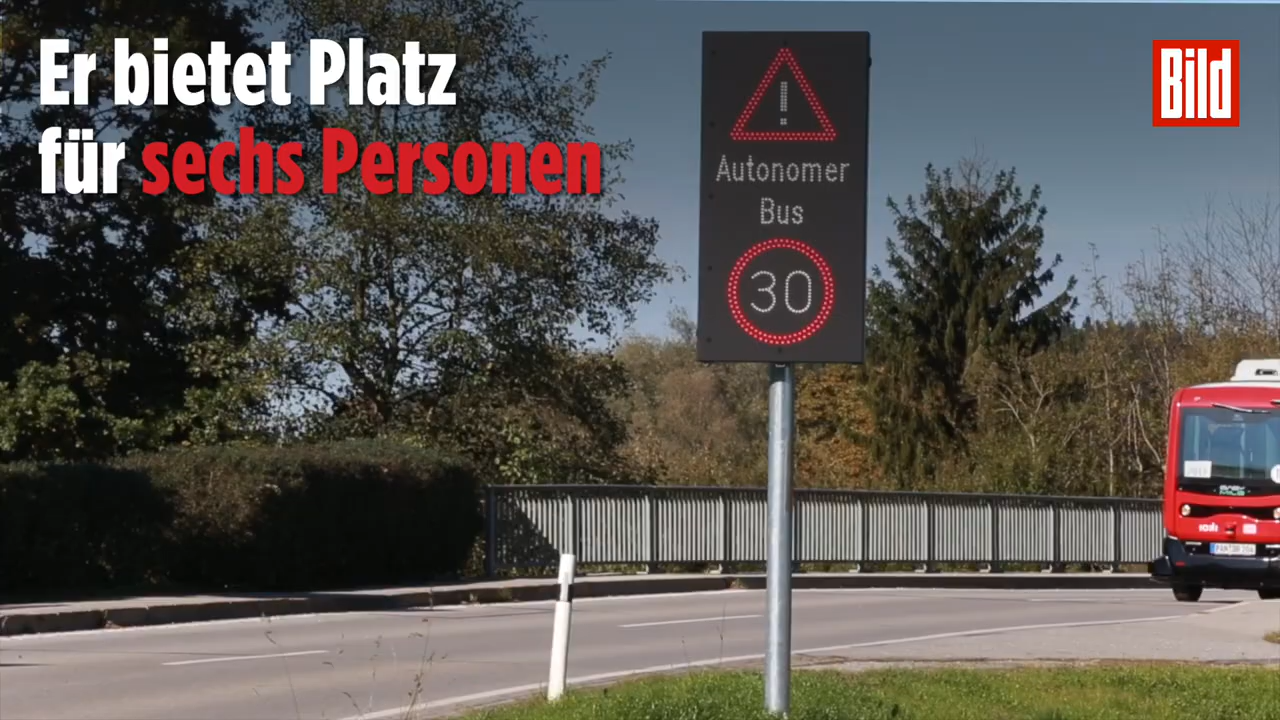 Er bietet Platz
für sechs Personen
Bild
!
Autonomer
Bus
30